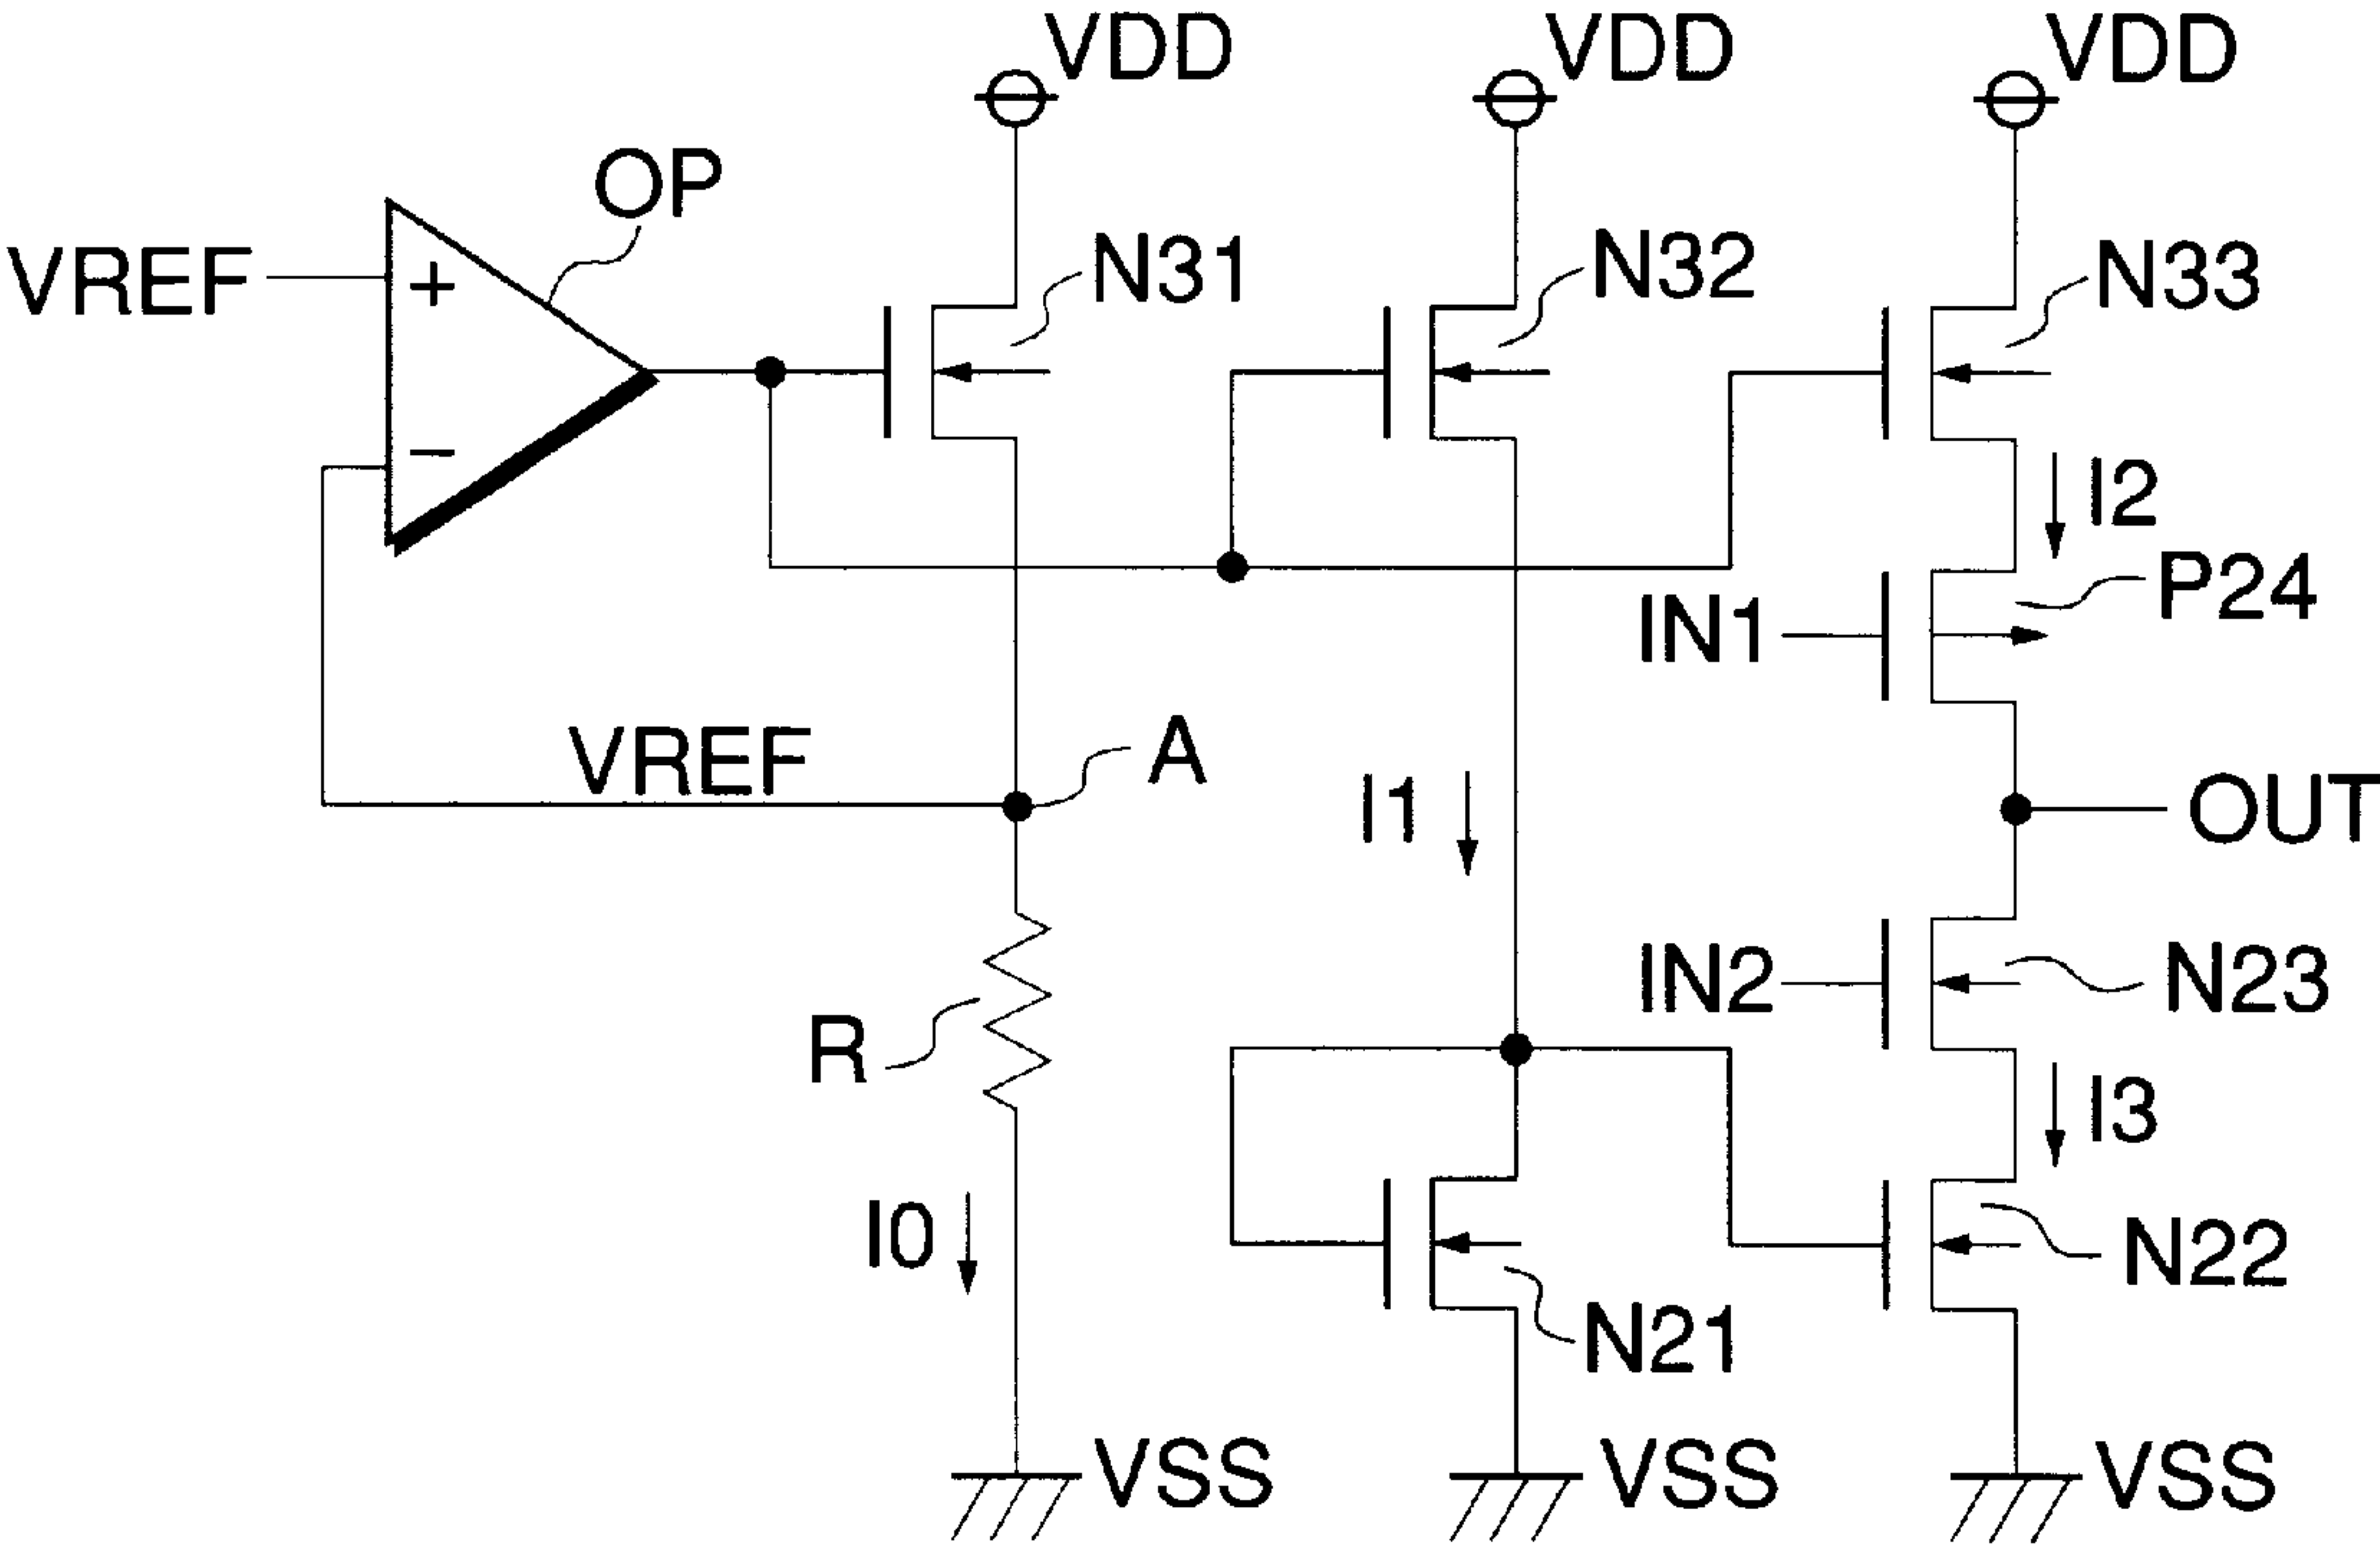 VDD
VDD
VDD
OP
VREF
+
N31
N32
N33
−
I2
P24
IN1
VREF
A
I1
OUT
IN2
N23
R
I3
I0
N22
N21
VSS
VSS
VSS